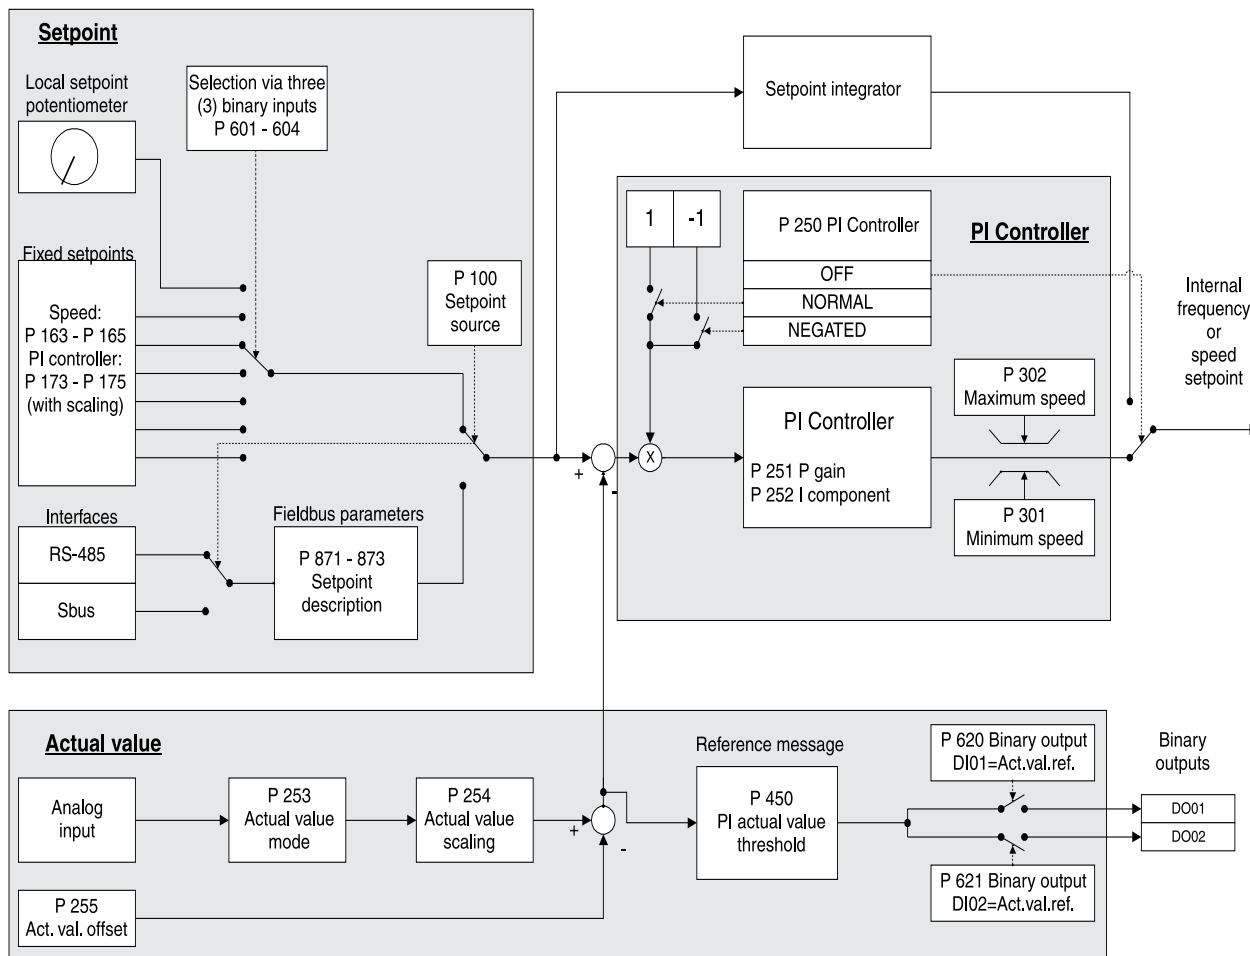 Setpoint
Local setpoint
potentiometer
Selection via three
(3) binary inputs
P 601 - 604
Fixed setpoints
Speed:
P 163 - P 165
PI controller:
P 173 - P 175
(with scaling)
P 100
Setpoint
source
Interfaces
RS-485
Sbus
Fieldbus parameters
P 871 - 873
Setpoint
description
Setpoint integrator
1
-1
P 250 PI Controller
OFF
NORMAL
NEGATED
PI Controller
X
+
-
PI Controller
P 251 P gain
P 252 I component
P 302
Maximum speed
P 301
Minimum speed
Internal
frequency
or
speed
setpoint
Actual value
Analog
input
P 253
Actual value
mode
P 254
Actual value
scaling
+
-
P 255
Act. val. offset
Reference message
P 450
PI actual value
threshold
P 620 Binary output
DI01=Act.val.ref.
P 621 Binary output
DI02=Act.val.ref.
Binary
outputs
DO01
DO02